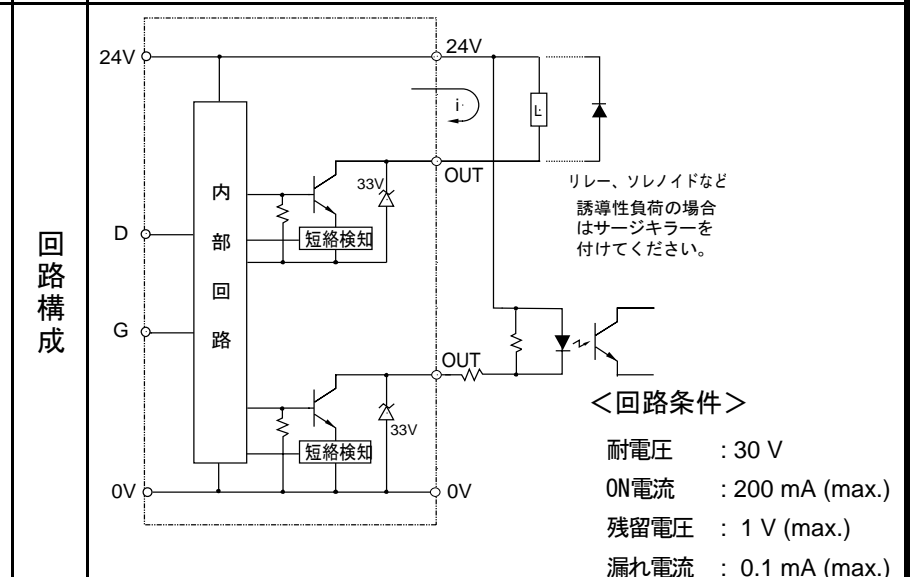 回路構成
24V
24V
i
L
OUT
33V
リレー、ソレノイドなど
誘導性負荷の場合
はサージキラーを
付けてください。
内部回路
短絡検知
D
G
OUT
33V
短絡検知
0V
0V
＜回路条件＞
耐電圧 : 30 V
ON電流 : 200 mA (max.)
残留電圧 : 1 V (max.)
漏れ電流 : 0.1 mA (max.)